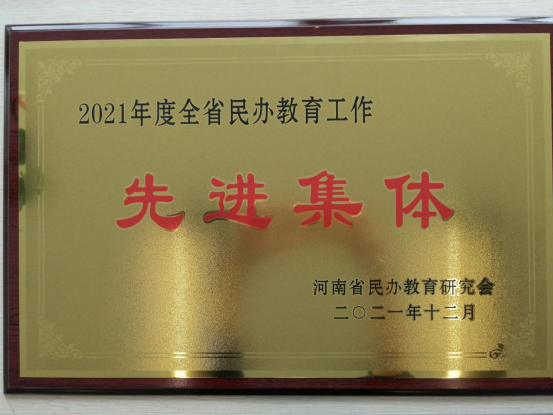 2021年度全省民办教育工作
先进集体
河南省民办教育研究会
二〇二一年十二月